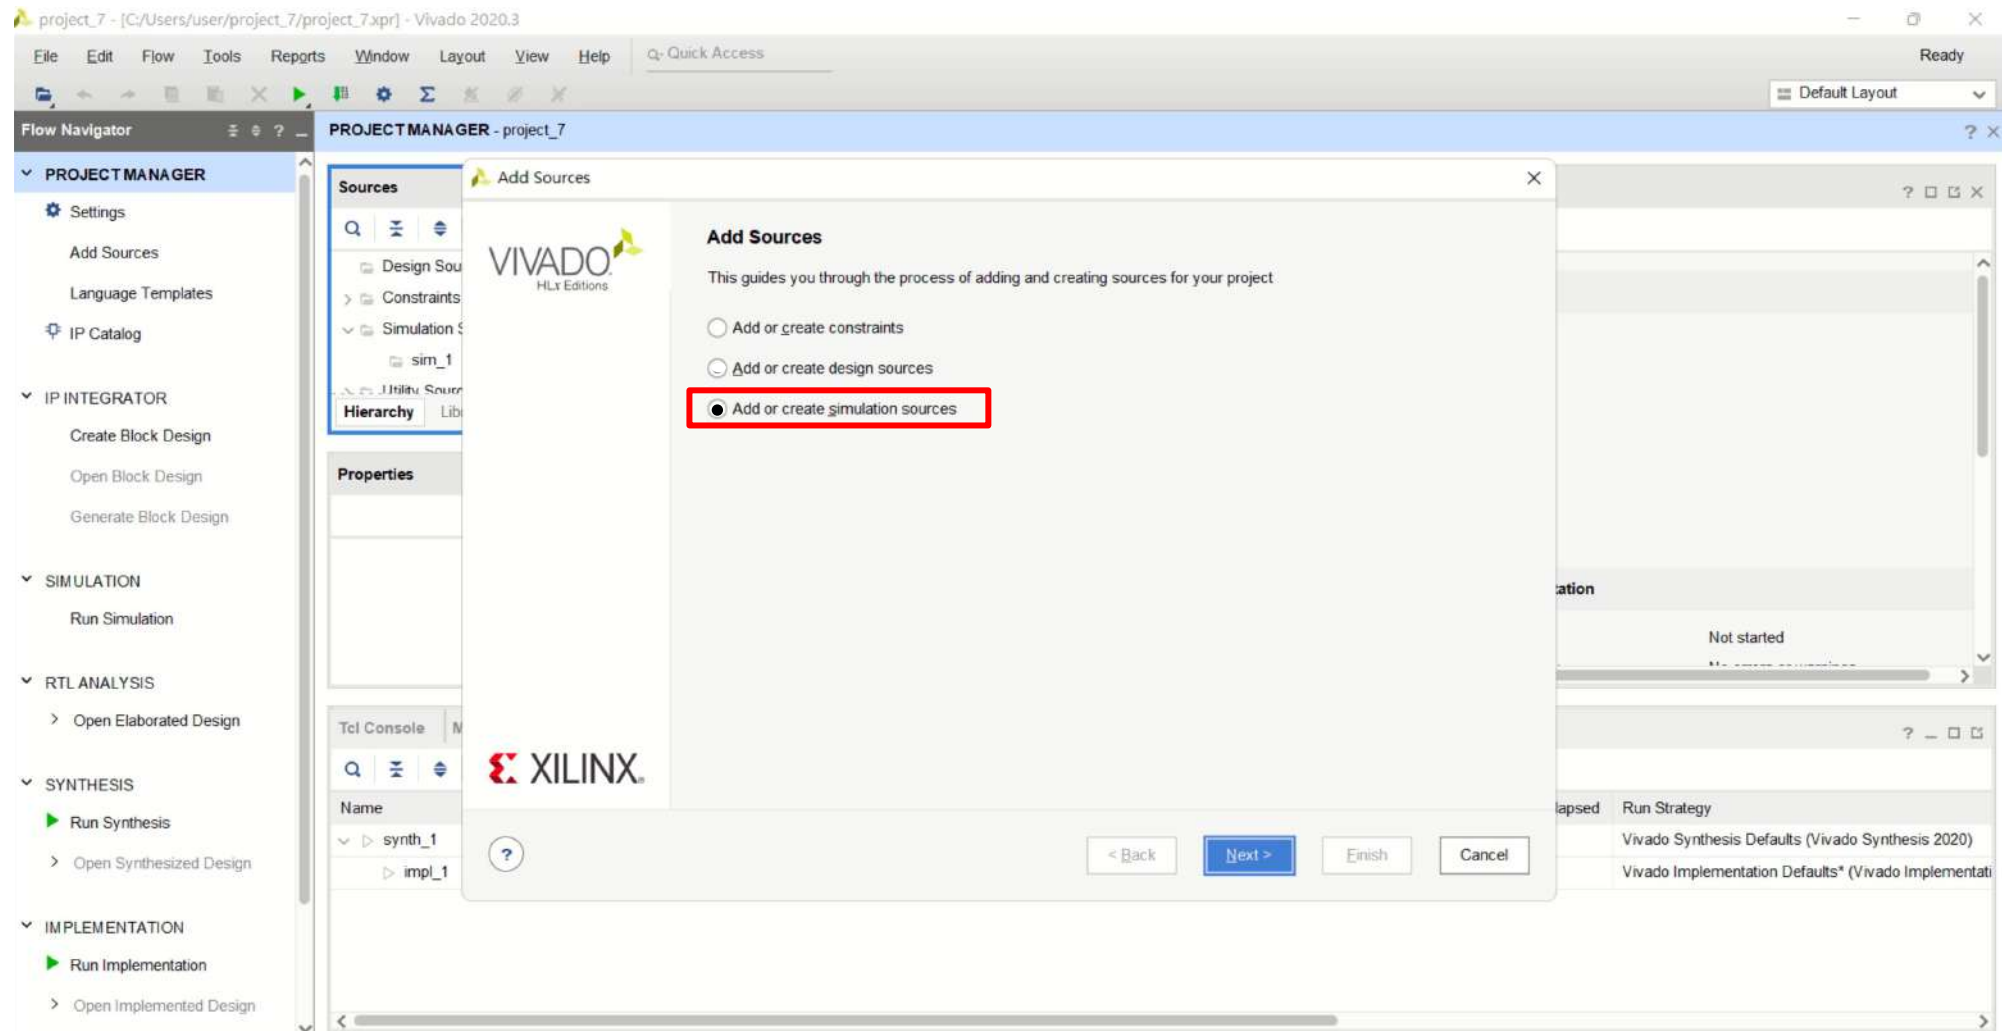 project_7 - [C:/Users/user/project_7/project_7.xpr] - Vivado 2020.3
File Edit Flow Tools Reports Window Layout View Help Quick Access Ready
Default Layout
Flow Navigator ? PROJECT MANAGER - project_7 ?
PROJECT MANAGER
Settings
Add Sources
Language Templates
IP Catalog
IP INTEGRATOR
Create Block Design
Open Block Design
Generate Block Design
SIMULATION
Run Simulation
RTL ANALYSIS
Open Elaborated Design
SYNTHESIS
Run Synthesis
Open Synthesized Design
IMPLEMENTATION
Run Implementation
Open Implemented Design
Sources
Design Sou
Constraints
Simulation S
sim_1
Utility Sourc
Hierarchy Lib
Properties
Add Sources
VIVADO
HLx Editions
Add Sources
This guides you through the process of adding and creating sources for your project
Add or create constraints
Add or create design sources
Add or create simulation sources
XILINX
? < Back Next > Finish Cancel
?
ation
Not started
Tcl Console M
?
Name
synth_1
impl_1
lapsed Run Strategy
Vivado Synthesis Defaults (Vivado Synthesis 2020)
Vivado Implementation Defaults* (Vivado Implementati